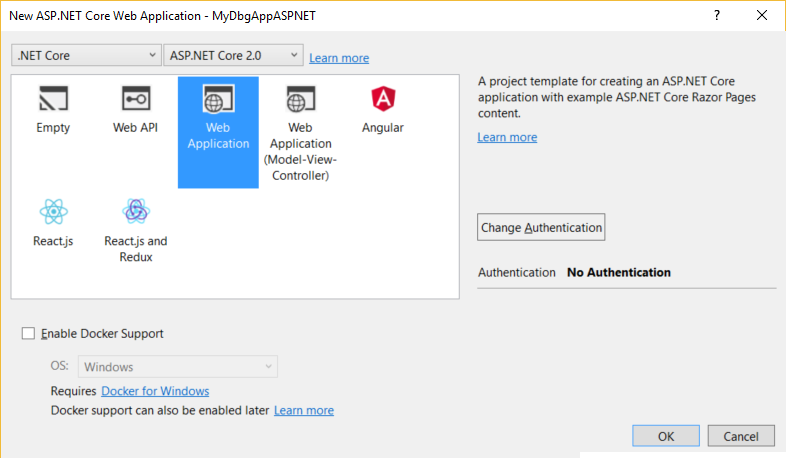 New ASP.NET Core Web Application - MyDbgAppASPNET
? 
.NET Core
ASP.NET Core 2.0
Learn more
Empty
Web API
Web
Application
Web
Application
(Model-View-
Controller)
Angular
React.js
React.js and
Redux
A project template for creating an ASP.NET Core
application with example ASP.NET Core Razor Pages
content.
Learn more
Change Authentication
Authentication No Authentication
Enable Docker Support
OS: Windows
Requires Docker for Windows
Docker support can also be enabled later Learn more
OK
Cancel